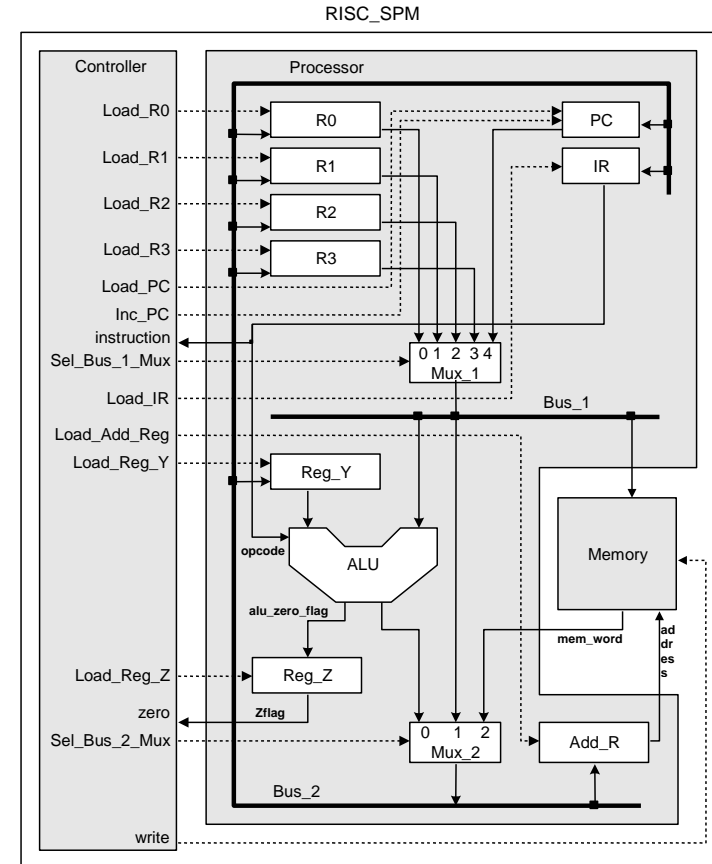 RISC_SPM
Controller
Processor
Load_R0
R0
PC
Load_R1
R1
IR
Load_R2
R2
Load_R3
R3
Load_PC
Inc_PC
instruction
0 1 2 3 4
Sel_Bus_1_Mux
Mux_1
Load_IR
Bus_1
Load_Add_Reg
Load_Reg_Y
Reg_Y
opcode
ALU
Memory
alu_zero_flag
mem_word
ad
dr
es
s
Load_Reg_Z
Reg_Z
zero
Zflag
0 1 2
Sel_Bus_2_Mux
Mux_2
Add_R
Bus_2
write